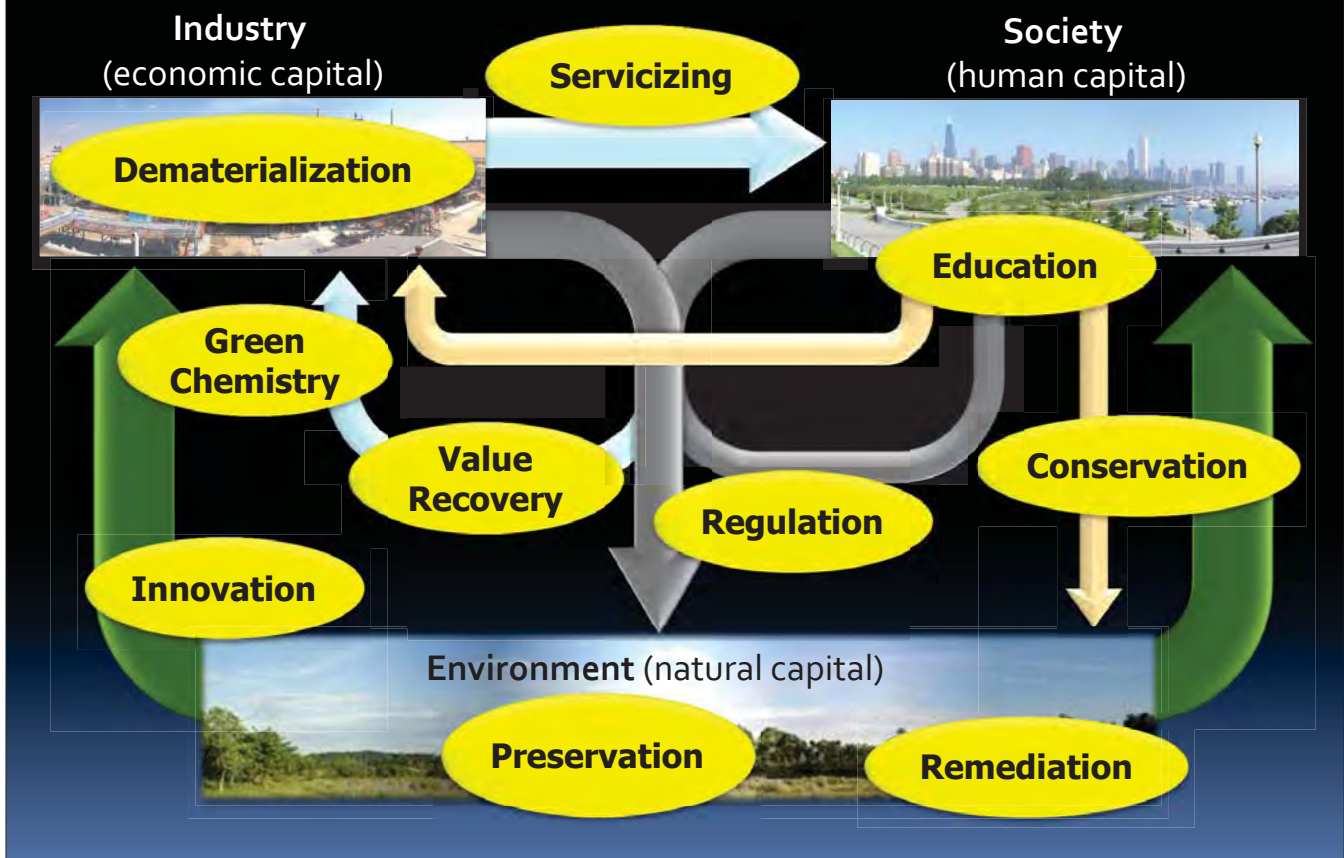 Industry
(economic capital)
Society
(human capital)
Servicizing
Dematerialization
Education
Green
Chemistry
Value
Recovery
Conservation
Regulation
Innovation
Environment (natural capital)
Preservation
Remediation